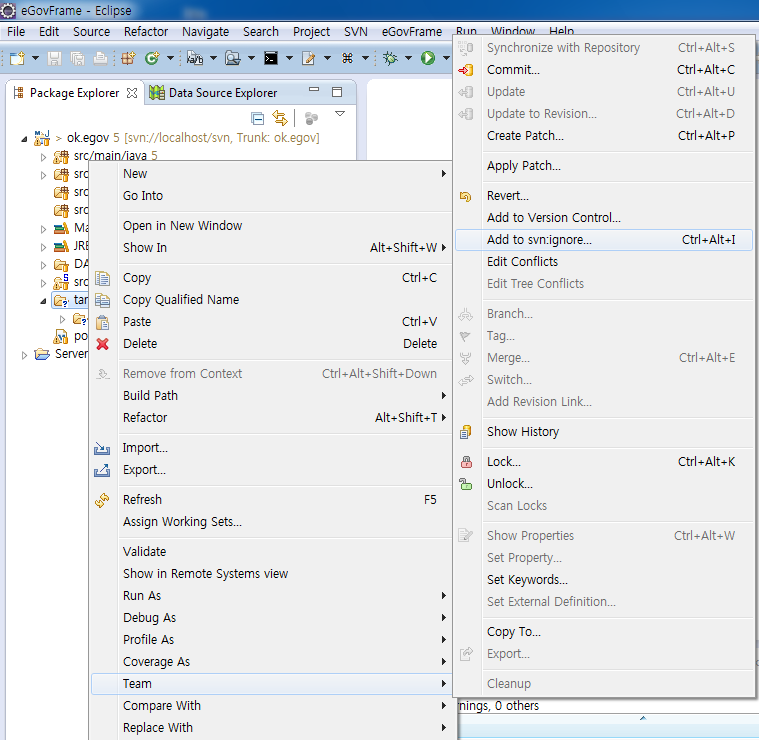 eGovFrame - Eclipse
File Edit Source Refactor Navigate Search Project SVN eGovFrame Run Window Help
Package Explorer
Data Source Explorer
> ok.egov 5 [svn://localhost/svn, Trunk: ok.egov]
src/main/java 5
src
src
src
Ma
JRE
DA
src
tar
po
Server
New
Go Into
Open in New Window
Show In Alt+Shift+W
Copy Ctrl+C
Copy Qualified Name
Paste Ctrl+V
Delete Delete
Remove from Context Ctrl+Alt+Shift+Down
Build Path
Refactor Alt+Shift+T
Import...
Export...
Refresh F5
Assign Working Sets...
Validate
Show in Remote Systems view
Run As
Debug As
Profile As
Coverage As
Team
Compare With
Replace With
Synchronize with Repository Ctrl+Alt+S
Commit... Ctrl+Alt+C
Update Ctrl+Alt+U
Update to Revision... Ctrl+Alt+D
Create Patch... Ctrl+Alt+P
Apply Patch...
Revert...
Add to Version Control...
Add to svn:ignore... Ctrl+Alt+I
Edit Conflicts
Edit Tree Conflicts
Branch...
Tag...
Merge... Ctrl+Alt+E
Switch...
Add Revision Link...
Show History
Lock... Ctrl+Alt+K
Unlock...
Scan Locks
Show Properties Ctrl+Alt+W
Set Property...
Set Keywords...
Set External Definition...
Copy To...
Export...
Cleanup
nings, 0 others